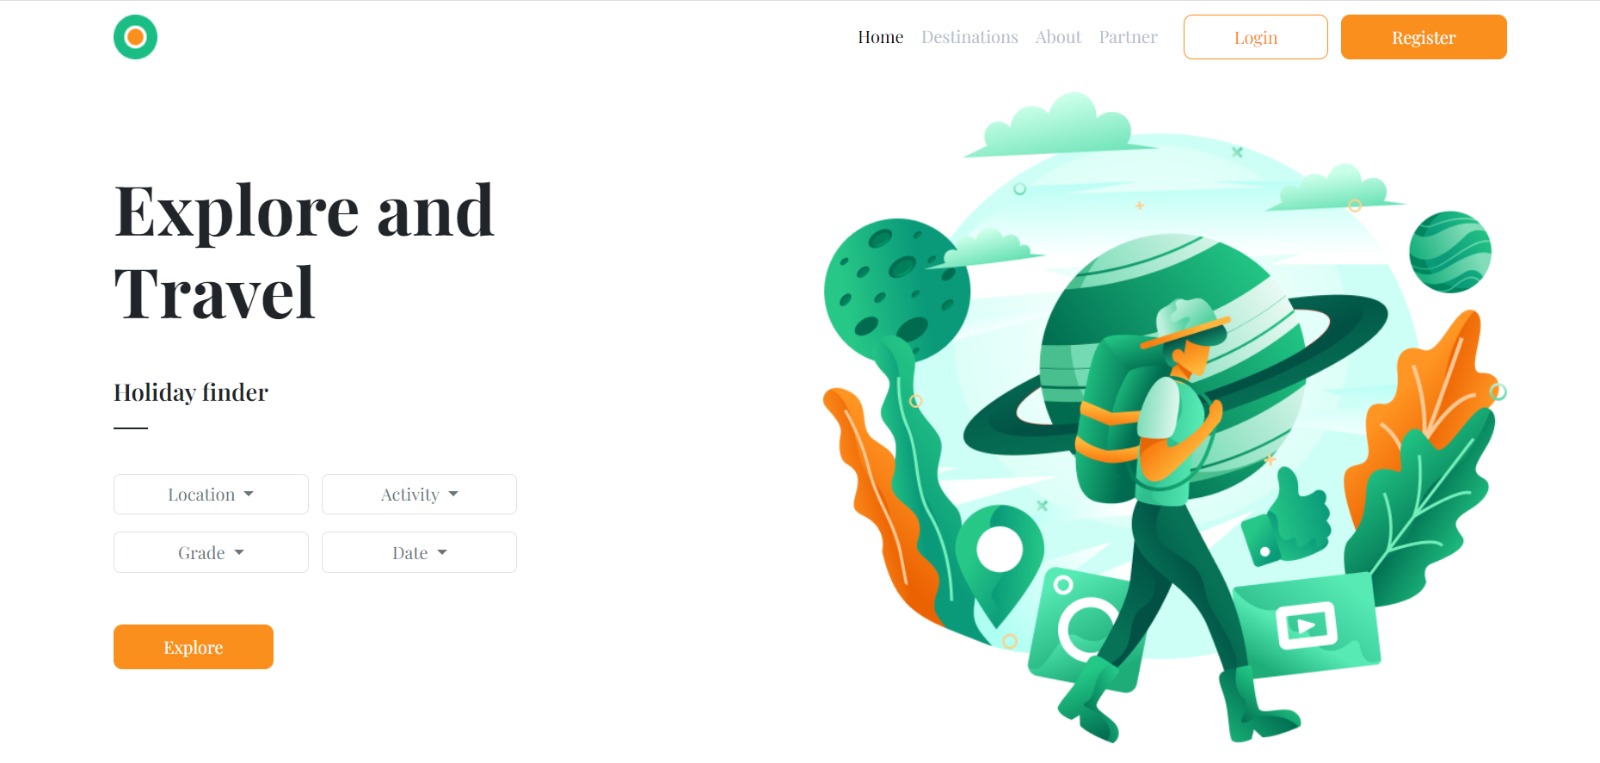 Home Destinations About Partner Login Register
Explore and
Travel
Holiday finder
Location Activity
Grade Date
Explore